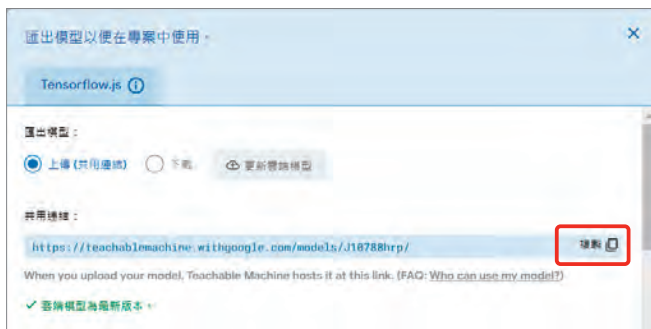 匯出模型以便在專案中使用。
Tensorflow.js
匯出模型：
上傳 (共用連結) 下載 更新雲端模型
共用連結：
https://teachablemachine.withgoogle.com/models/J10788hrp/ 複製
When you upload your model, Teachable Machine hosts it at this link. (FAQ: Who can use my model?)
雲端模型為最新版本。